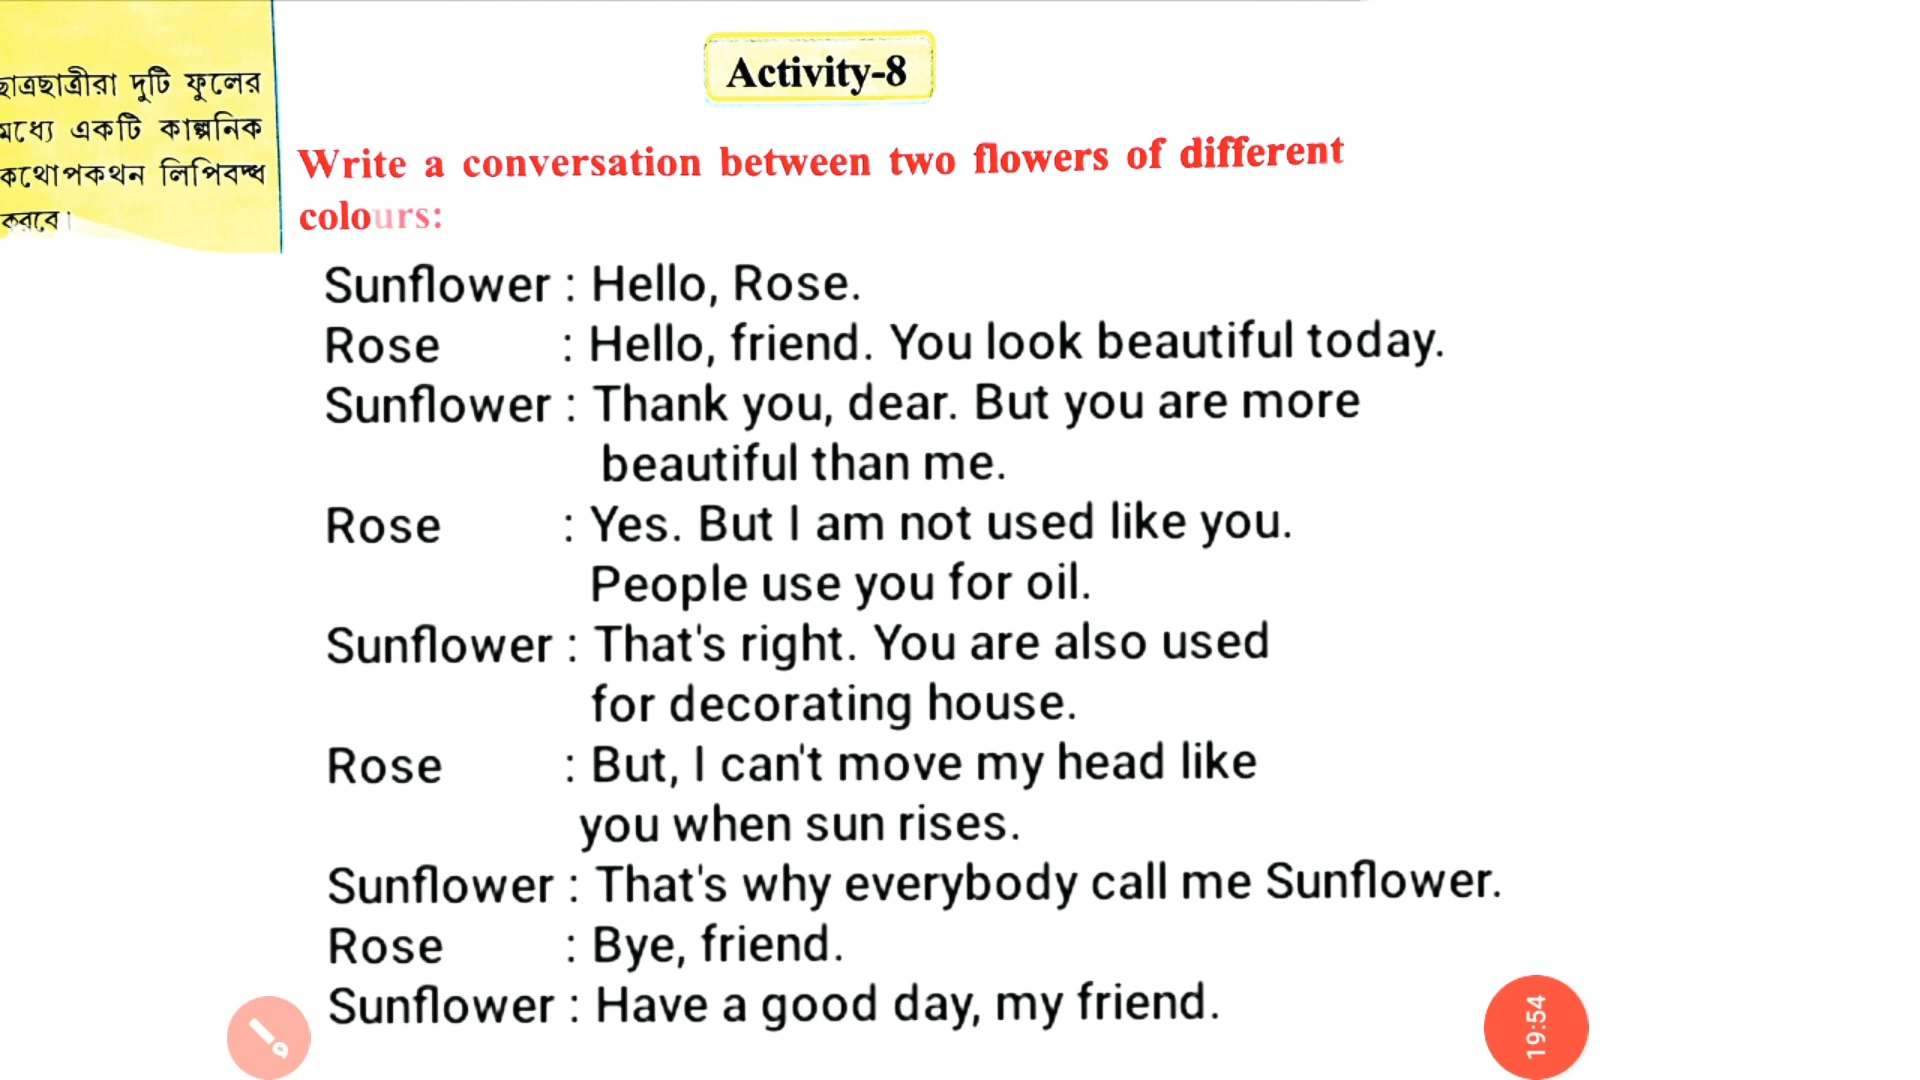 ছাত্রছাত্রীরা দুটি ফুলের
মধ্যে একটি কাল্পনিক
কথোপকথন লিপিবদ্ধ
করবে।
Activity-8
Write a conversation between two flowers of different
colours:
Sunflower : Hello, Rose.
Rose : Hello, friend. You look beautiful today.
Sunflower : Thank you, dear. But you are more
beautiful than me.
Rose : Yes. But I am not used like you.
People use you for oil.
Sunflower : That's right. You are also used
for decorating house.
Rose : But, I can't move my head like
you when sun rises.
Sunflower : That's why everybody call me Sunflower.
Rose : Bye, friend.
Sunflower : Have a good day, my friend.
19:54